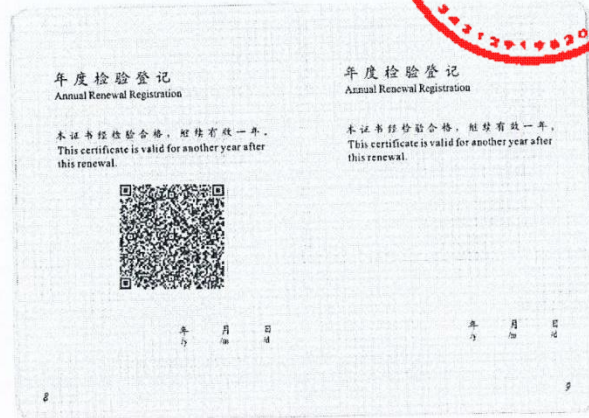 年度检验登记
Annual Renewal Registration
本证书经检验合格，继续有效一年。
This certificate is valid for another year after
this renewal.
年 月 日
/y /m /d
8
年度检验登记
Annual Renewal Registration
本证书经检验合格，继续有效一年。
This certificate is valid for another year after
this renewal.
年 月 日
/y /m /d
9